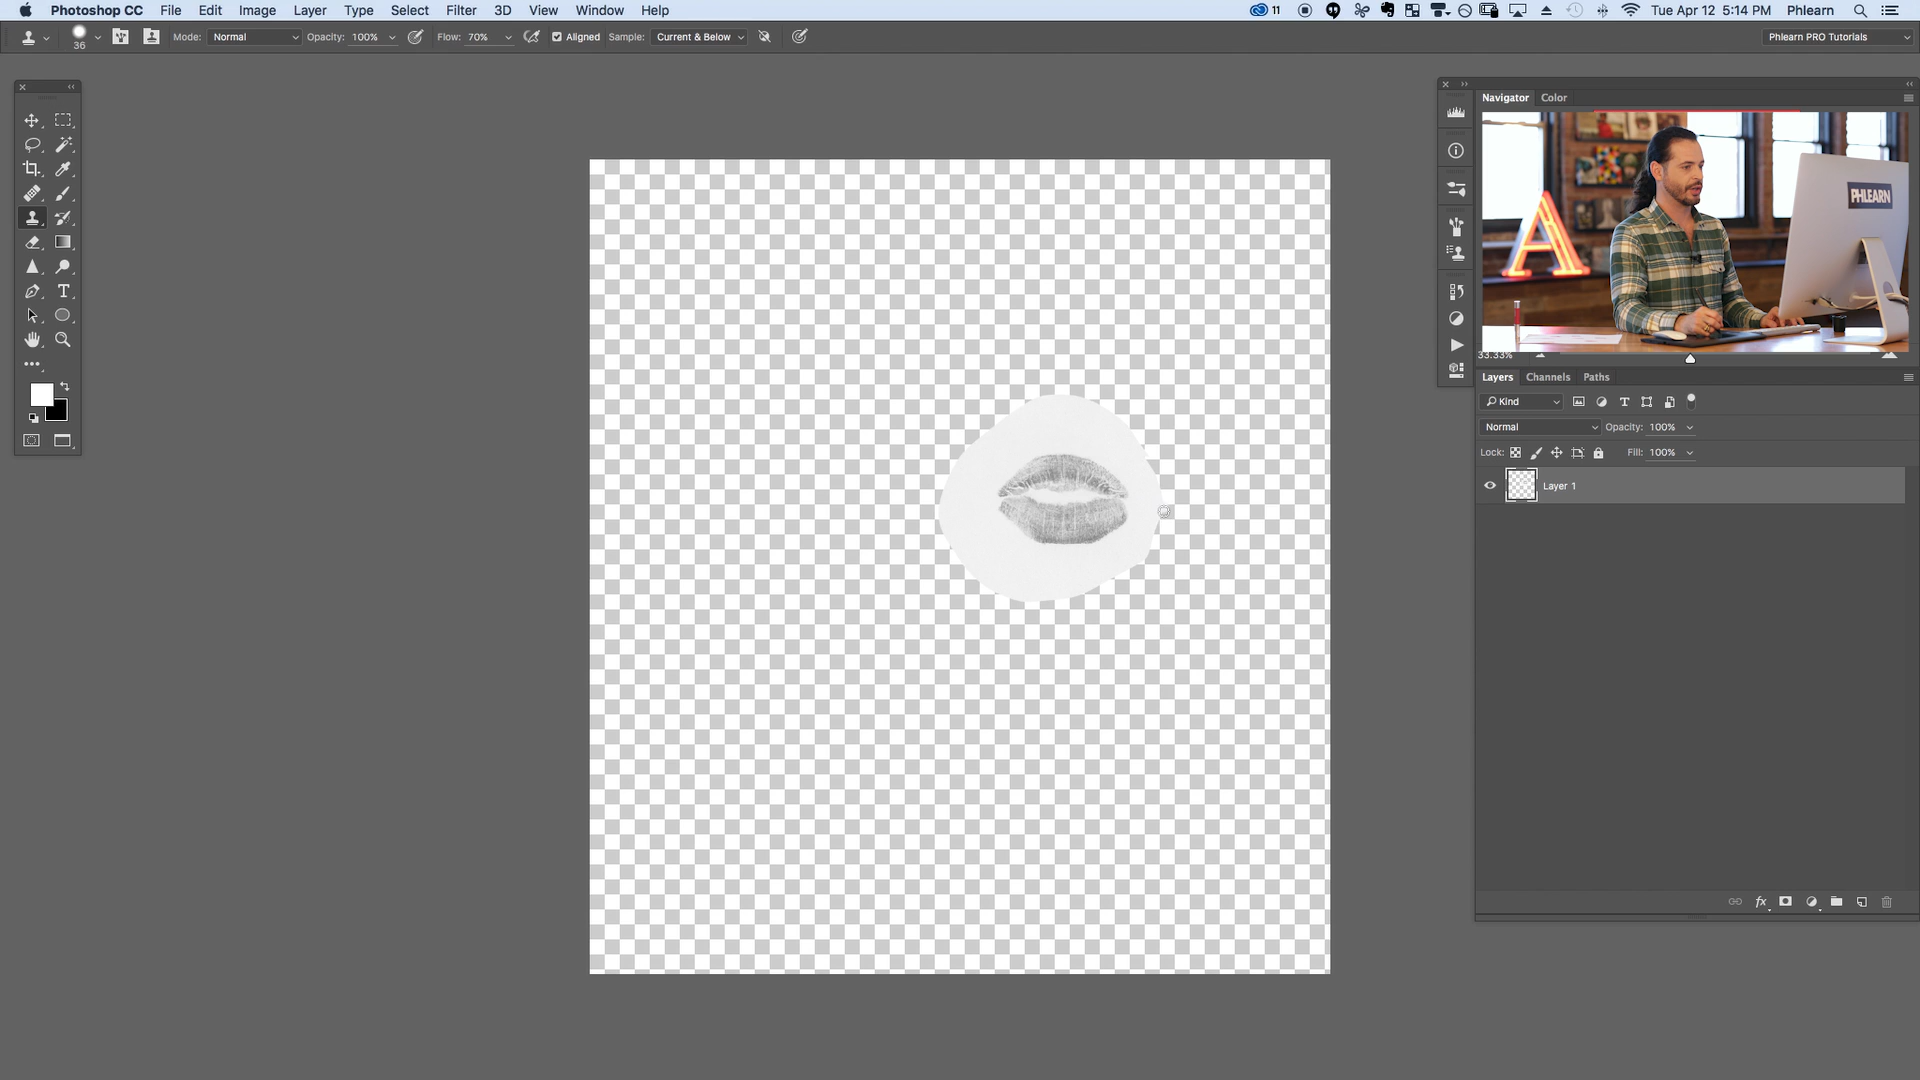 Photoshop CC File Edit Image Layer Type Select Filter 3D View Window Help 11 Tue Apr 12 5:14 PM Phlearn
36 Mode: Normal Opacity: 100% Flow: 70% Aligned Sample: Current & Below Phlearn PRO Tutorials
Navigator Color
PHLEARN
A
33.33%
Layers Channels Paths
Kind
Normal Opacity: 100%
Lock: Fill: 100%
Layer 1
fx